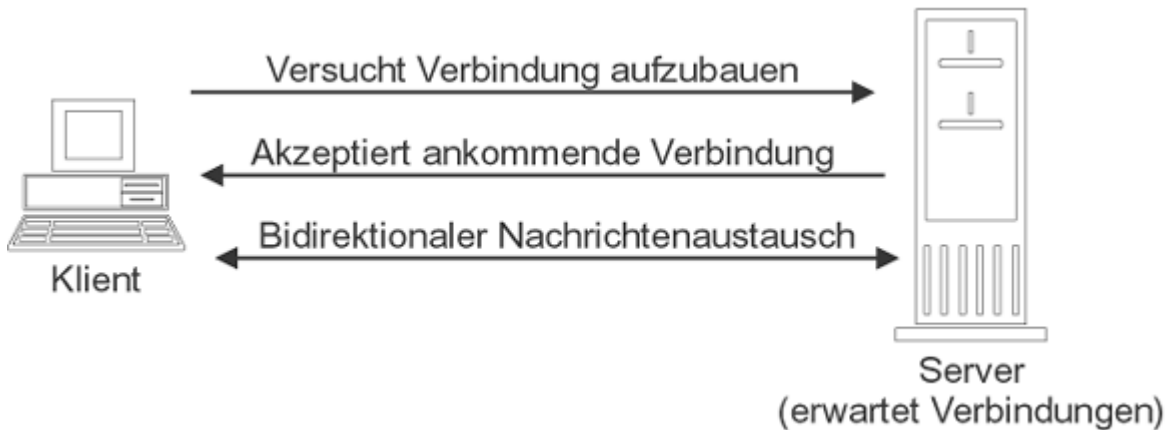 Versucht Verbindung aufzubauen
Akzeptiert ankommende Verbindung
Bidirektionaler Nachrichtenaustausch
Klient
Server
(erwartet Verbindungen)